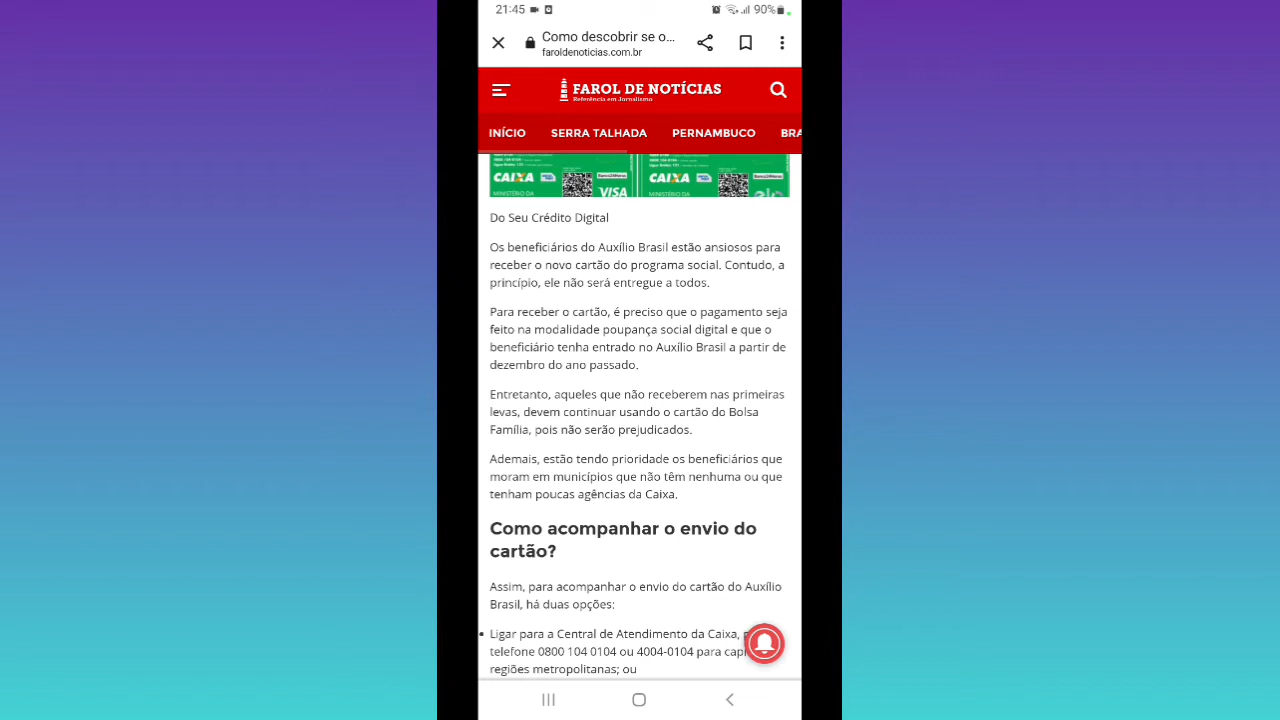 21:45
90%
Como descobrir se o...
faroldenoticias.com.br
FAROL DE NOTÍCIAS
Referência em Jornalismo
INÍCIO SERRA TALHADA PERNAMBUCO BRA
CAIXA
CAIXA
MINISTÉRIO DA
VISA
MINISTÉRIO DA
elo
Do Seu Crédito Digital
Os beneficiários do Auxílio Brasil estão ansiosos para
receber o novo cartão do programa social. Contudo, a
princípio, ele não será entregue a todos.
Para receber o cartão, é preciso que o pagamento seja
feito na modalidade poupança social digital e que o
beneficiário tenha entrado no Auxílio Brasil a partir de
dezembro do ano passado.
Entretanto, aqueles que não receberem nas primeiras
levas, devem continuar usando o cartão do Bolsa
Família, pois não serão prejudicados.
Ademais, estão tendo prioridade os beneficiários que
moram em municípios que não têm nenhuma ou que
tenham poucas agências da Caixa.
Como acompanhar o envio do
cartão?
Assim, para acompanhar o envio do cartão do Auxílio
Brasil, há duas opções:
Ligar para a Central de Atendimento da Caixa,
telefone 0800 104 0104 ou 4004-0104 para
regiões metropolitanas; ou